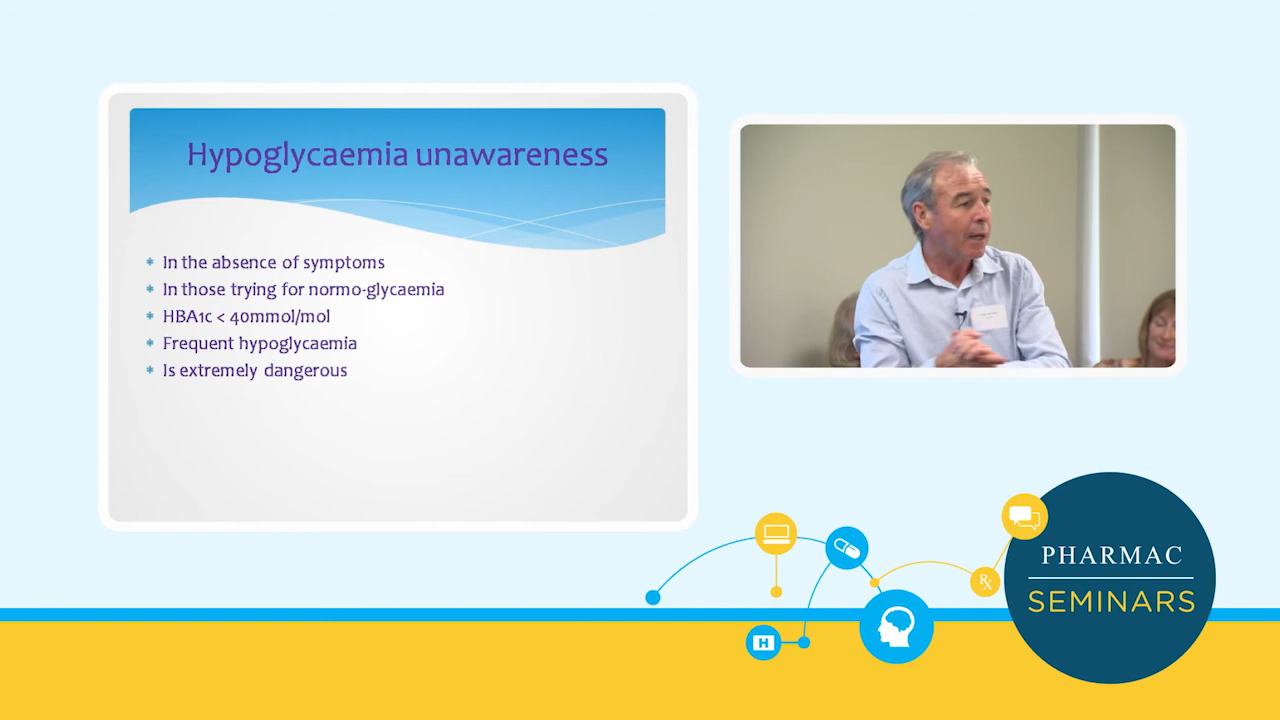 Hypoglycaemia unawareness
In the absence of symptoms
In those trying for normo-glycaemia
HBA1c < 40mmol/mol
Frequent hypoglycaemia
Is extremely dangerous
H
Rx
PHARMAC
SEMINARS